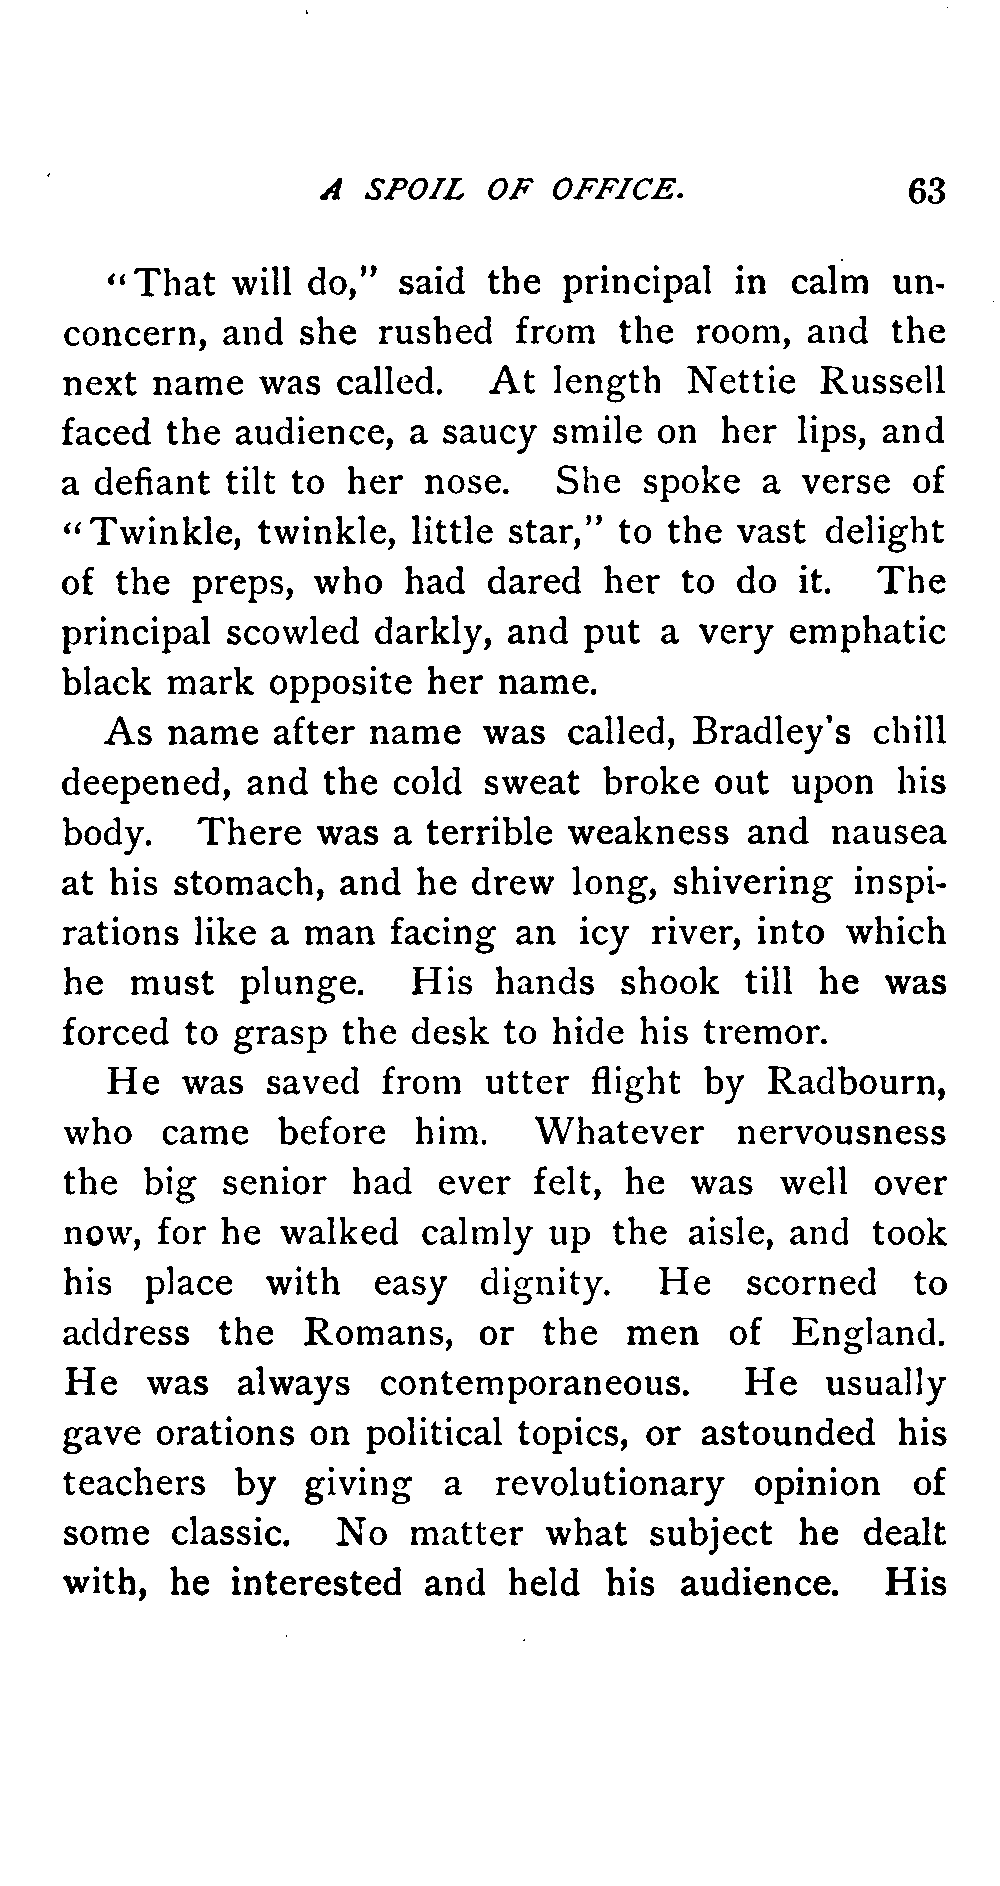 A SPOIL OF OFFICE. 63
"That will do," said the principal in calm un-
concern, and she rushed from the room, and the
next name was called. At length Nettie Russell
faced the audience, a saucy smile on her lips, and
a defiant tilt to her nose. She spoke a verse of
"Twinkle, twinkle, little star," to the vast delight
of the preps, who had dared her to do it. The
principal scowled darkly, and put a very emphatic
black mark opposite her name.
As name after name was called, Bradley's chill
deepened, and the cold sweat broke out upon his
body. There was a terrible weakness and nausea
at his stomach, and he drew long, shivering inspi-
rations like a man facing an icy river, into which
he must plunge. His hands shook till he was
forced to grasp the desk to hide his tremor.
He was saved from utter flight by Radbourn,
who came before him. Whatever nervousness
the big senior had ever felt, he was well over
now, for he walked calmly up the aisle, and took
his place with easy dignity. He scorned to
address the Romans, or the men of England.
He was always contemporaneous. He usually
gave orations on political topics, or astounded his
teachers by giving a revolutionary opinion of
some classic. No matter what subject he dealt
with, he interested and held his audience. His